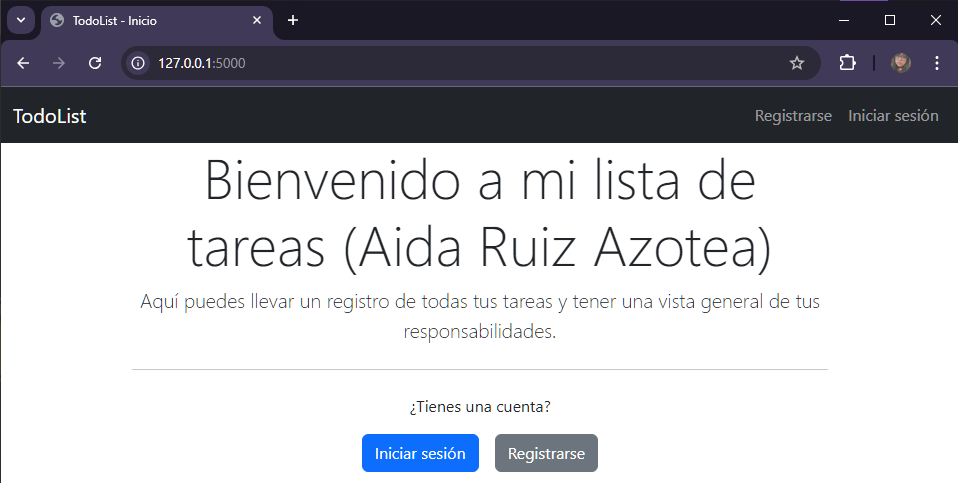 TodoList - Inicio
127.0.0.1:5000
TodoList
Registrarse
Iniciar sesión
Bienvenido a mi lista de
tareas (Aida Ruiz Azotea)
Aquí puedes llevar un registro de todas tus tareas y tener una vista general de tus
responsabilidades.
¿Tienes una cuenta?
Iniciar sesión
Registrarse